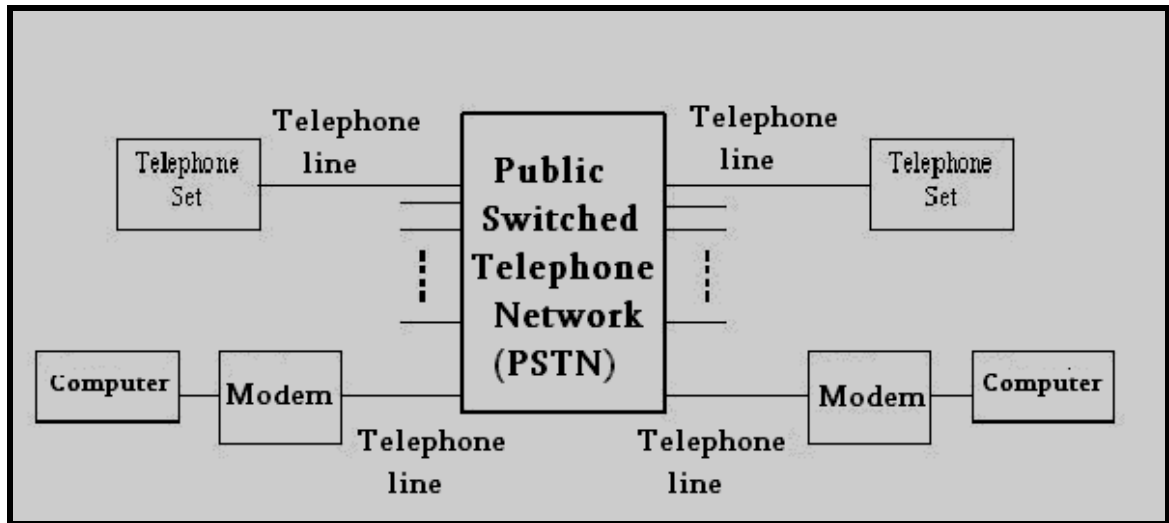 Telephone
line
Telephone
Set
Public
Switched
Telephone
Network
(PSTN)
Telephone
line
Telephone
Set
Computer
Modem
Telephone
line
Telephone
line
Modem
Computer